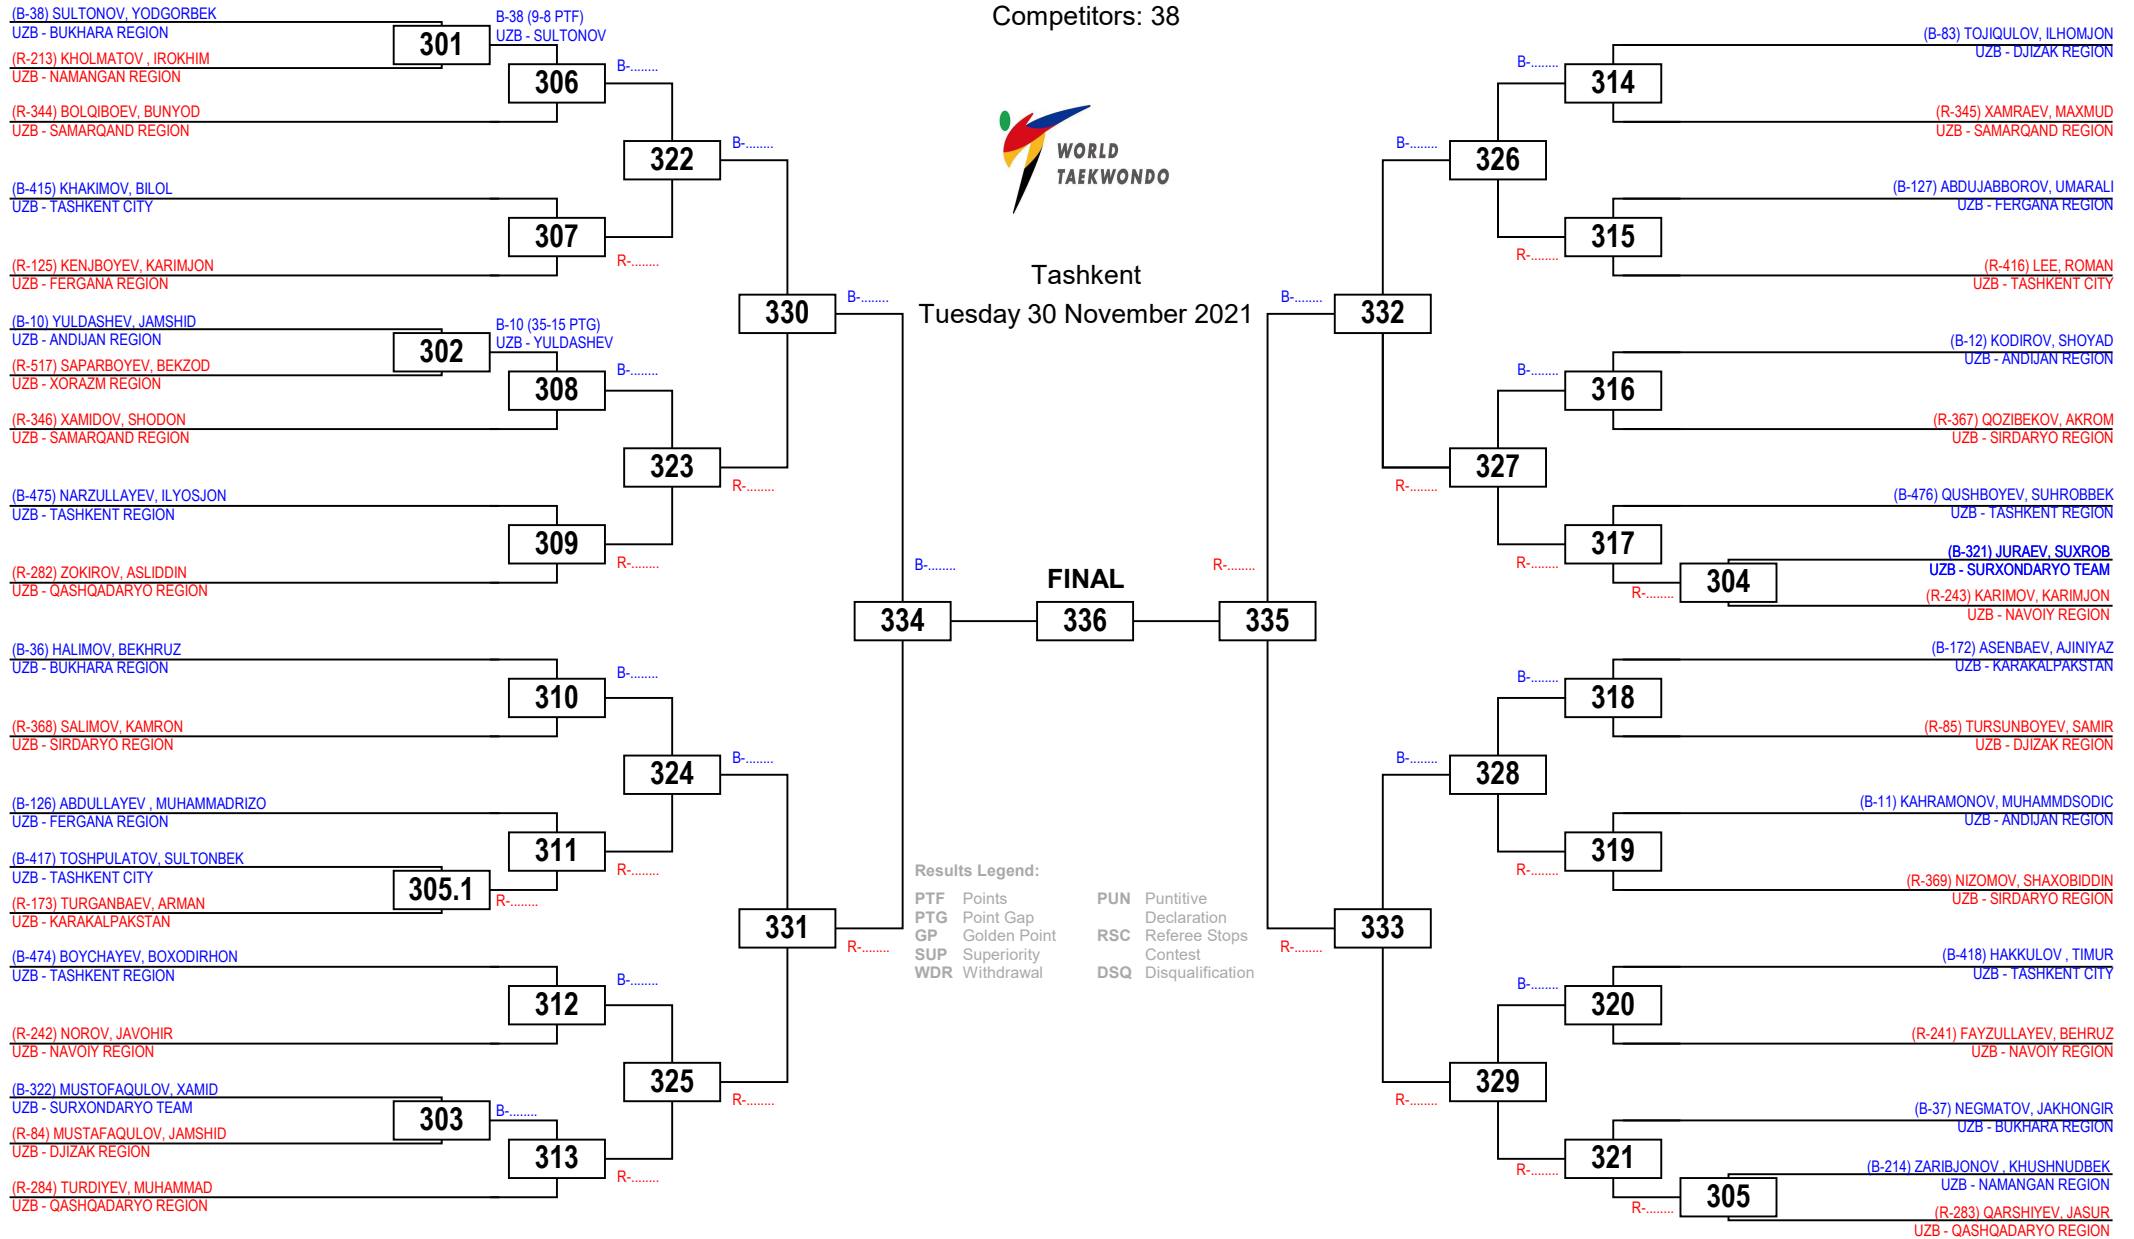 Competitors: 38
WORLD
TAEKWONDO
Tashkent
Tuesday 30 November 2021
(B-38) SULTONOV, YODGORBEK
UZB - BUKHARA REGION
(R-213) KHOLMATOV , IROKHIM
UZB - NAMANGAN REGION
301
B-38 (9-8 PTF)
UZB - SULTONOV
(R-344) BOLQIBOEV, BUNYOD
UZB - SAMARQAND REGION
306
B-........
(B-415) KHAKIMOV, BILOL
UZB - TASHKENT CITY
(R-125) KENJBOYEV, KARIMJON
UZB - FERGANA REGION
307
R-........
322
B-........
(B-10) YULDASHEV, JAMSHID
UZB - ANDIJAN REGION
(R-517) SAPARBOYEV, BEKZOD
UZB - XORAZM REGION
302
B-10 (35-15 PTG)
UZB - YULDASHEV
(R-346) XAMIDOV, SHODON
UZB - SAMARQAND REGION
308
B-........
(B-475) NARZULLAYEV, ILYOSJON
UZB - TASHKENT REGION
(R-282) ZOKIROV, ASLIDDIN
UZB - QASHQADARYO REGION
309
R-........
323
R-........
330
B-........
(B-36) HALIMOV, BEKHRUZ
UZB - BUKHARA REGION
(R-368) SALIMOV, KAMRON
UZB - SIRDARYO REGION
310
B-........
(B-126) ABDULLAYEV , MUHAMMADRIZO
UZB - FERGANA REGION
(B-417) TOSHPULATOV, SULTONBEK
UZB - TASHKENT CITY
(R-173) TURGANBAEV, ARMAN
UZB - KARAKALPAKSTAN
305.1
R-........
311
R-........
324
B-........
(B-474) BOYCHAYEV, BOXODIRHON
UZB - TASHKENT REGION
(R-242) NOROV, JAVOHIR
UZB - NAVOIY REGION
312
B-........
(B-322) MUSTOFAQULOV, XAMID
UZB - SURXONDARYO TEAM
(R-84) MUSTAFAQULOV, JAMSHID
UZB - DJIZAK REGION
303
B-........
(R-284) TURDIYEV, MUHAMMAD
UZB - QASHQADARYO REGION
313
R-........
325
R-........
331
R-........
334
B-........
FINAL
336
335
R-........
Results Legend:
PTF Points
PTG Point Gap
GP Golden Point
SUP Superiority
WDR Withdrawal
PUN Puntitive
Declaration
RSC Referee Stops
Contest
DSQ Disqualification
(B-83) TOJIQULOV, ILHOMJON
UZB - DJIZAK REGION
(R-345) XAMRAEV, MAXMUD
UZB - SAMARQAND REGION
314
B-........
(B-127) ABDUJABBOROV, UMARALI
UZB - FERGANA REGION
(R-416) LEE, ROMAN
UZB - TASHKENT CITY
315
R-........
326
B-........
(B-12) KODIROV, SHOYAD
UZB - ANDIJAN REGION
(R-367) QOZIBEKOV, AKROM
UZB - SIRDARYO REGION
316
B-........
(B-476) QUSHBOYEV, SUHROBBEK
UZB - TASHKENT REGION
(B-321) JURAEV, SUXROB
UZB - SURXONDARYO TEAM
(R-243) KARIMOV, KARIMJON
UZB - NAVOIY REGION
304
R-........
317
R-........
327
R-........
332
B-........
(B-172) ASENBAEV, AJINIYAZ
UZB - KARAKALPAKSTAN
(R-85) TURSUNBOYEV, SAMIR
UZB - DJIZAK REGION
318
B-........
(B-11) KAHRAMONOV, MUHAMMDSODIC
UZB - ANDIJAN REGION
(R-369) NIZOMOV, SHAXOBIDDIN
UZB - SIRDARYO REGION
319
R-........
328
B-........
(B-418) HAKKULOV , TIMUR
UZB - TASHKENT CITY
(R-241) FAYZULLAYEV, BEHRUZ
UZB - NAVOIY REGION
320
B-........
(B-37) NEGMATOV, JAKHONGIR
UZB - BUKHARA REGION
(B-214) ZARIBJONOV , KHUSHNUDBEK
UZB - NAMANGAN REGION
(R-283) QARSHIYEV, JASUR
UZB - QASHQADARYO REGION
305
R-........
321
R-........
329
R-........
333
R-........